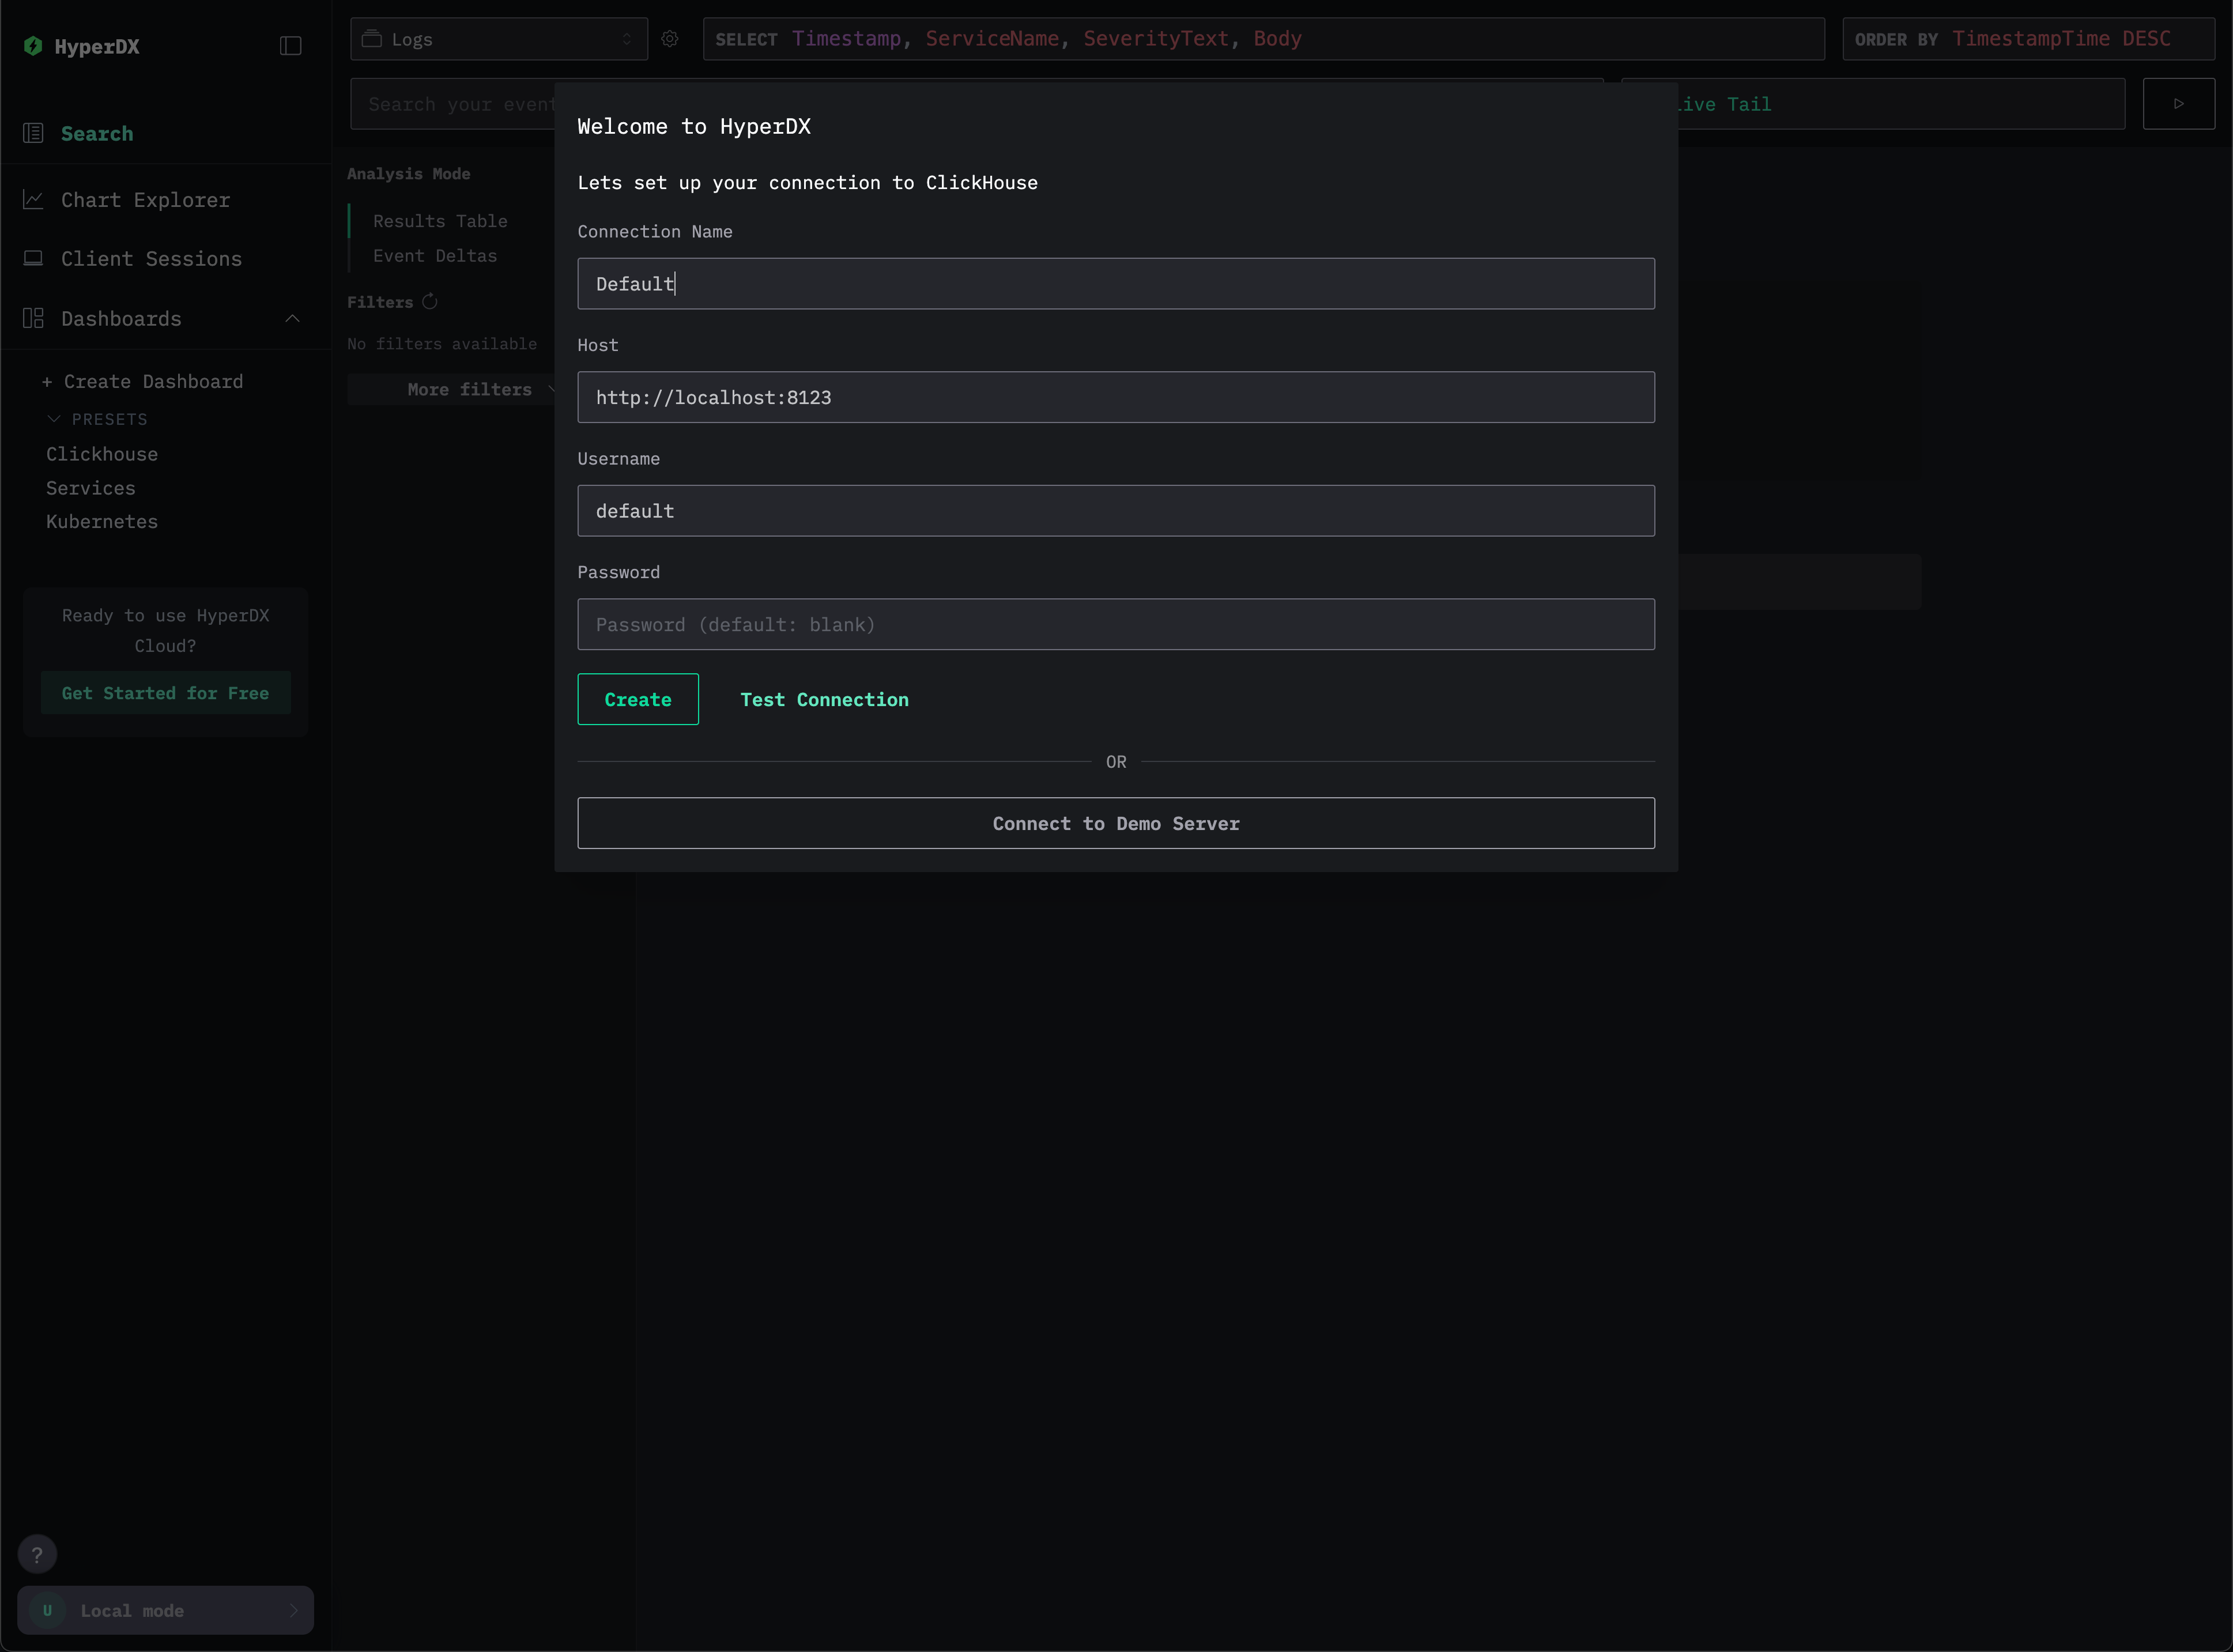 HyperDX
Search
Chart Explorer
Client Sessions
Dashboards
+ Create Dashboard
PRESETS
Clickhouse
Services
Kubernetes
Ready to use HyperDX
Cloud?
Get Started for Free
?
U Local mode
Logs
SELECT Timestamp, ServiceName, SeverityText, Body
ORDER BY TimestampTime DESC
Search your event
ive Tail
Analysis Mode
Results Table
Event Deltas
Filters
No filters available
More filters
Welcome to HyperDX
Lets set up your connection to ClickHouse
Connection Name
Default
Host
http://localhost:8123
Username
default
Password
Password (default: blank)
Create
Test Connection
OR
Connect to Demo Server